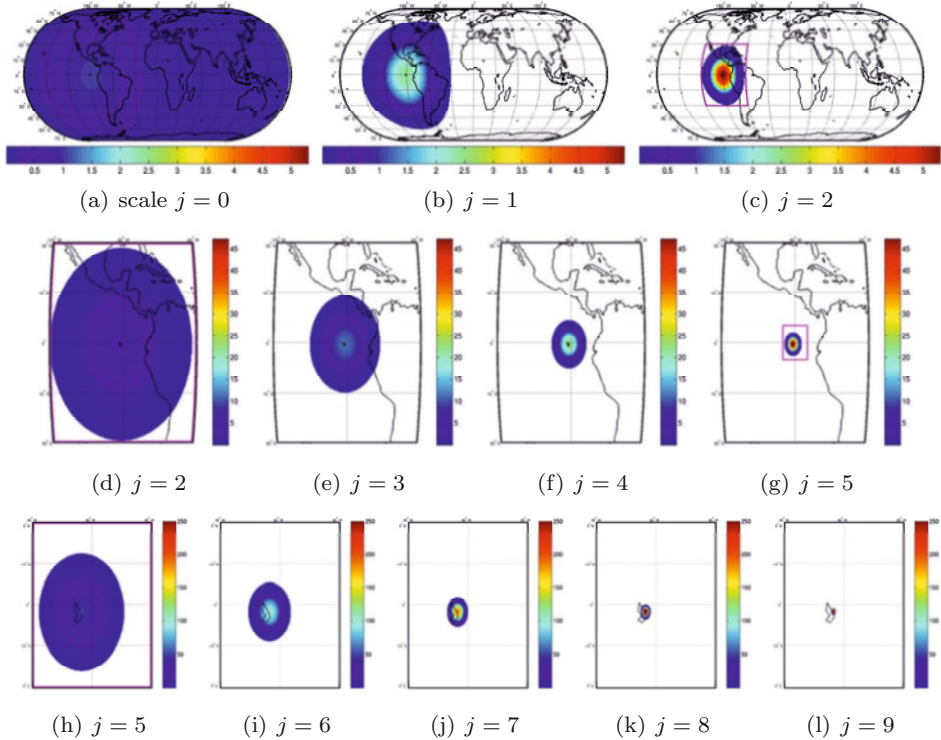 0.5 1 1.5 2 2.5 3 3.5 4 4.5 5
0.5 1 1.5 2 2.5 3 3.5 4 4.5 5
0.5 1 1.5 2 2.5 3 3.5 4 4.5 5
(a) scale j = 0
(b) j = 1
(c) j = 2
45 40 35 30 25 20 15 10 5
45 40 35 30 25 20 15 10 5
45 40 35 30 25 20 15 10 5
45 40 35 30 25 20 15 10 5
(d) j = 2
(e) j = 3
(f) j = 4
(g) j = 5
250 200 150 100 50
250 200 150 100 50
250 200 150 100 50
250 200 150 100 50
250 200 150 100 50
(h) j = 5
(i) j = 6
(j) j = 7
(k) j = 8
(l) j = 9